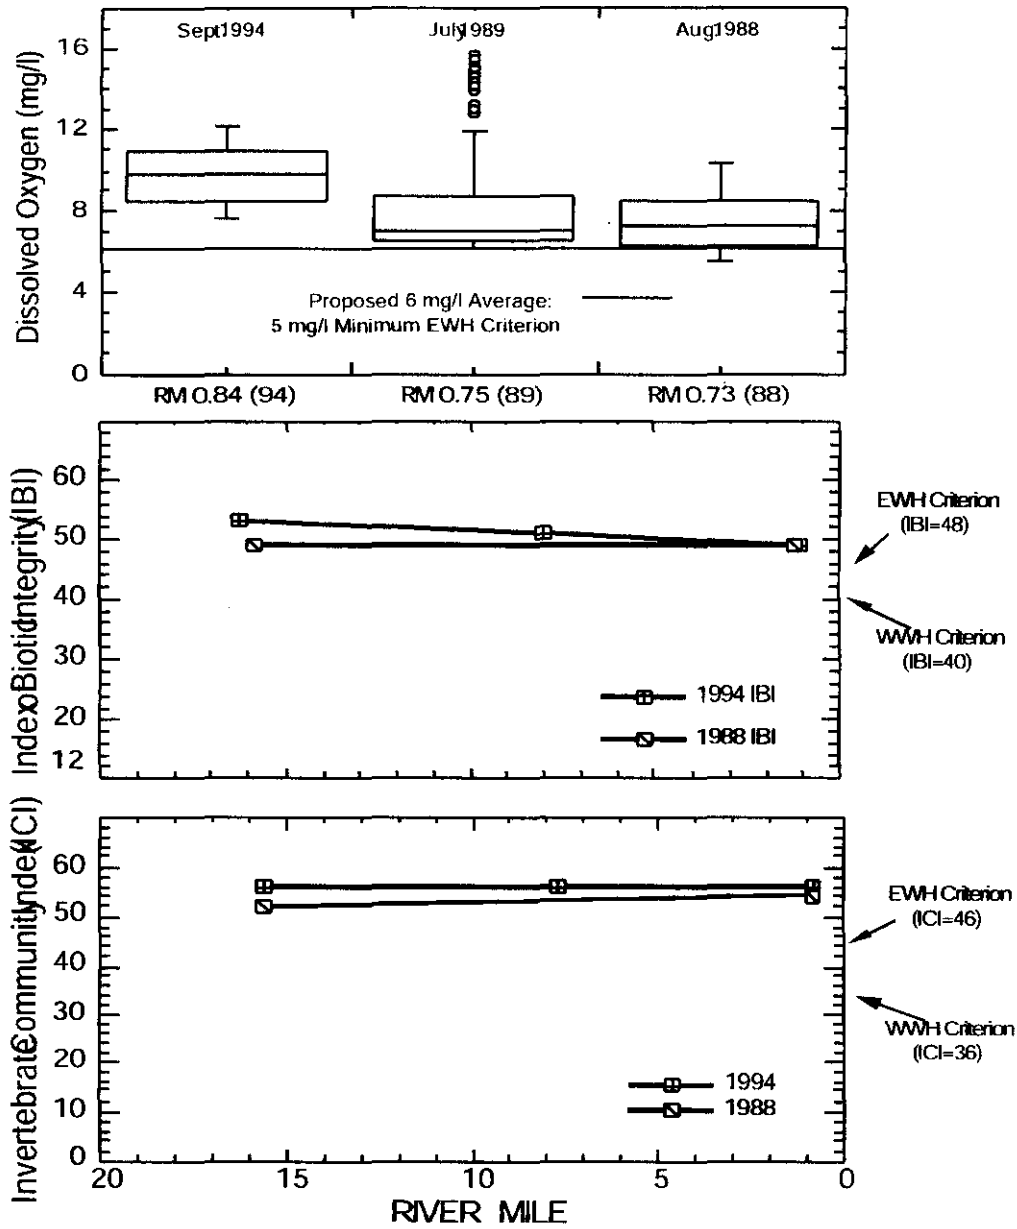 Dissolved Oxygen (mg/l)
16
12
8
4
0
Sept1994
July1989
Aug1988
Proposed 6 mg/l Average:
5 mg/l Minimum EWH Criterion
RM 0.84 (94)
RM 0.75 (89)
RM 0.73 (88)
IndexoBioticIntegrity(IBI)
60
50
40
30
20
12
EWH Criterion
(IBI=48)
WWH Criterion
(IBI=40)
1994 IBI
1988 IBI
InvertebrateCommunityIndex(ICI)
60
50
40
30
20
10
0
EWH Criterion
(ICI=46)
WWH Criterion
(ICI=36)
1994
1988
20
15
10
5
0
RIVER MILE